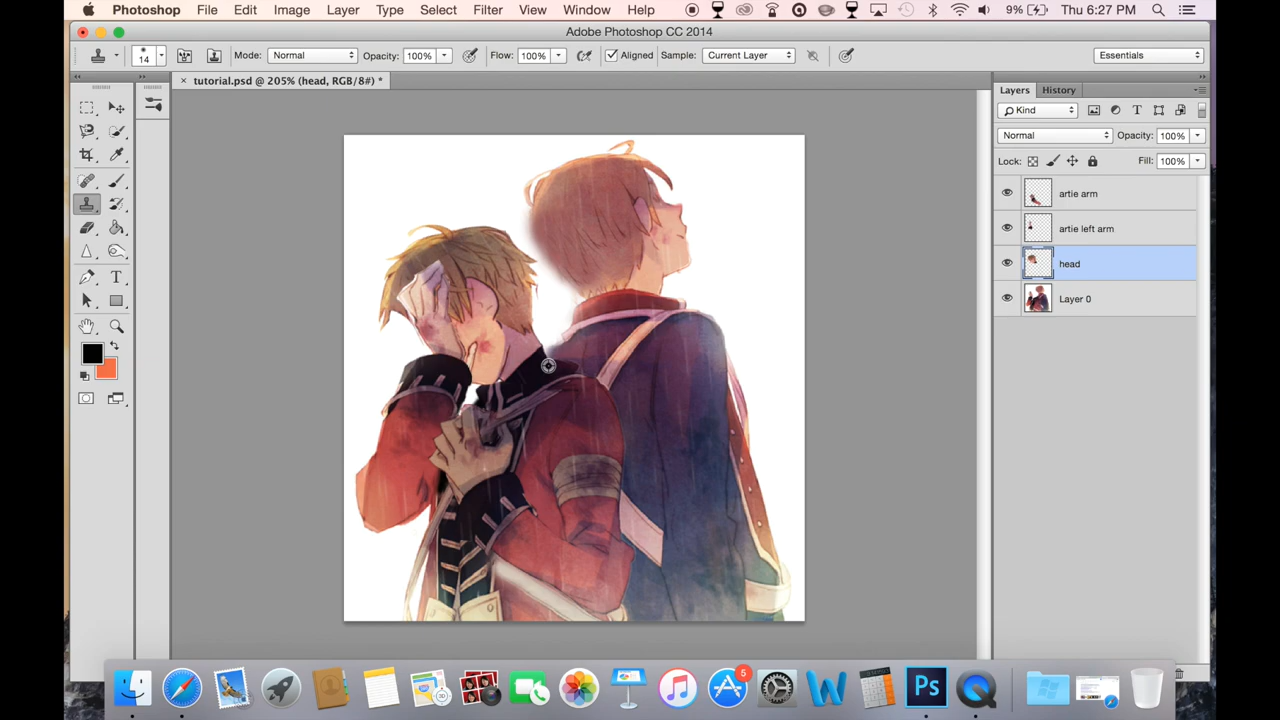 Photoshop File Edit Image Layer Type Select Filter View Window Help 9% Thu 6:27 PM
Adobe Photoshop CC 2014
14 Mode: Normal Opacity: 100% Flow: 100% Aligned Sample: Current Layer Essentials
tutorial.psd @ 205% (head, RGB/8#) *
Layers History
Kind
Normal Opacity: 100%
Lock: Fill: 100%
artie arm
artie left arm
head
Layer 0
5
Ps